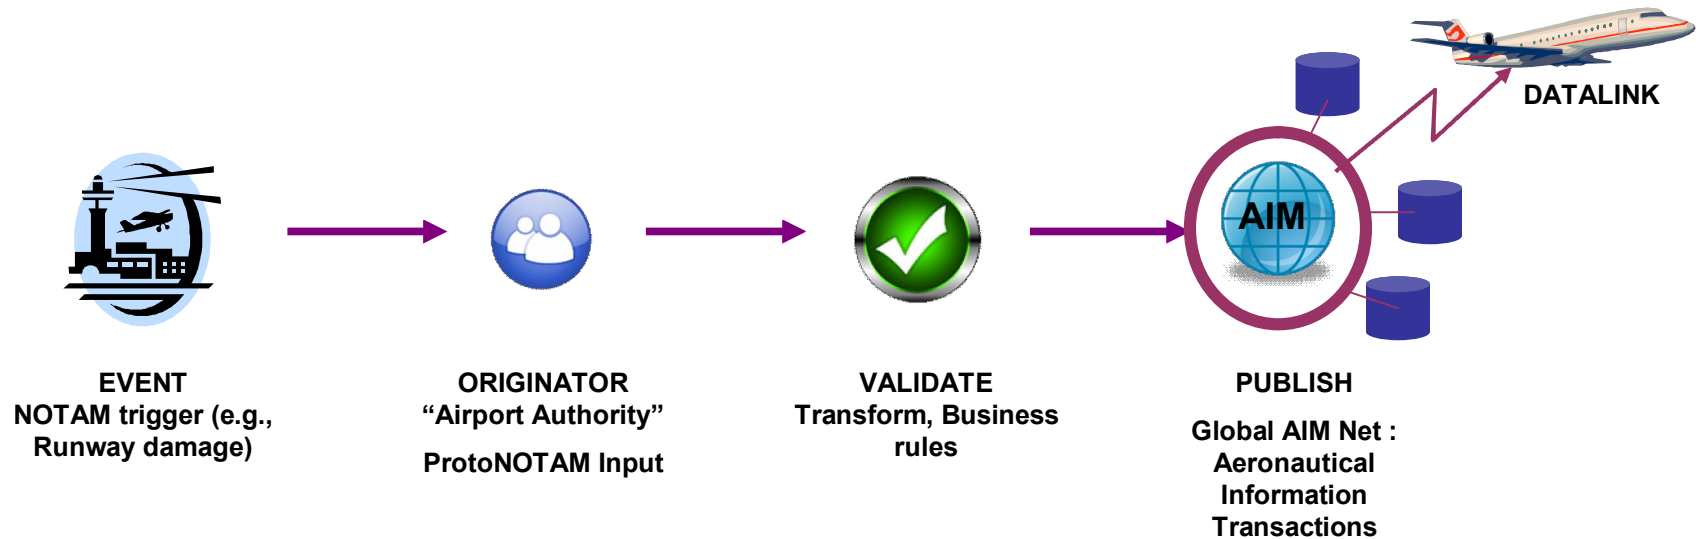 DATALINK
AIM
EVENT
NOTAM trigger (e.g.,
Runway damage)
ORIGINATOR
“Airport Authority”
ProtoNOTAM Input
VALIDATE
Transform, Business
rules
PUBLISH
Global AIM Net :
Aeronautical
Information
Transactions